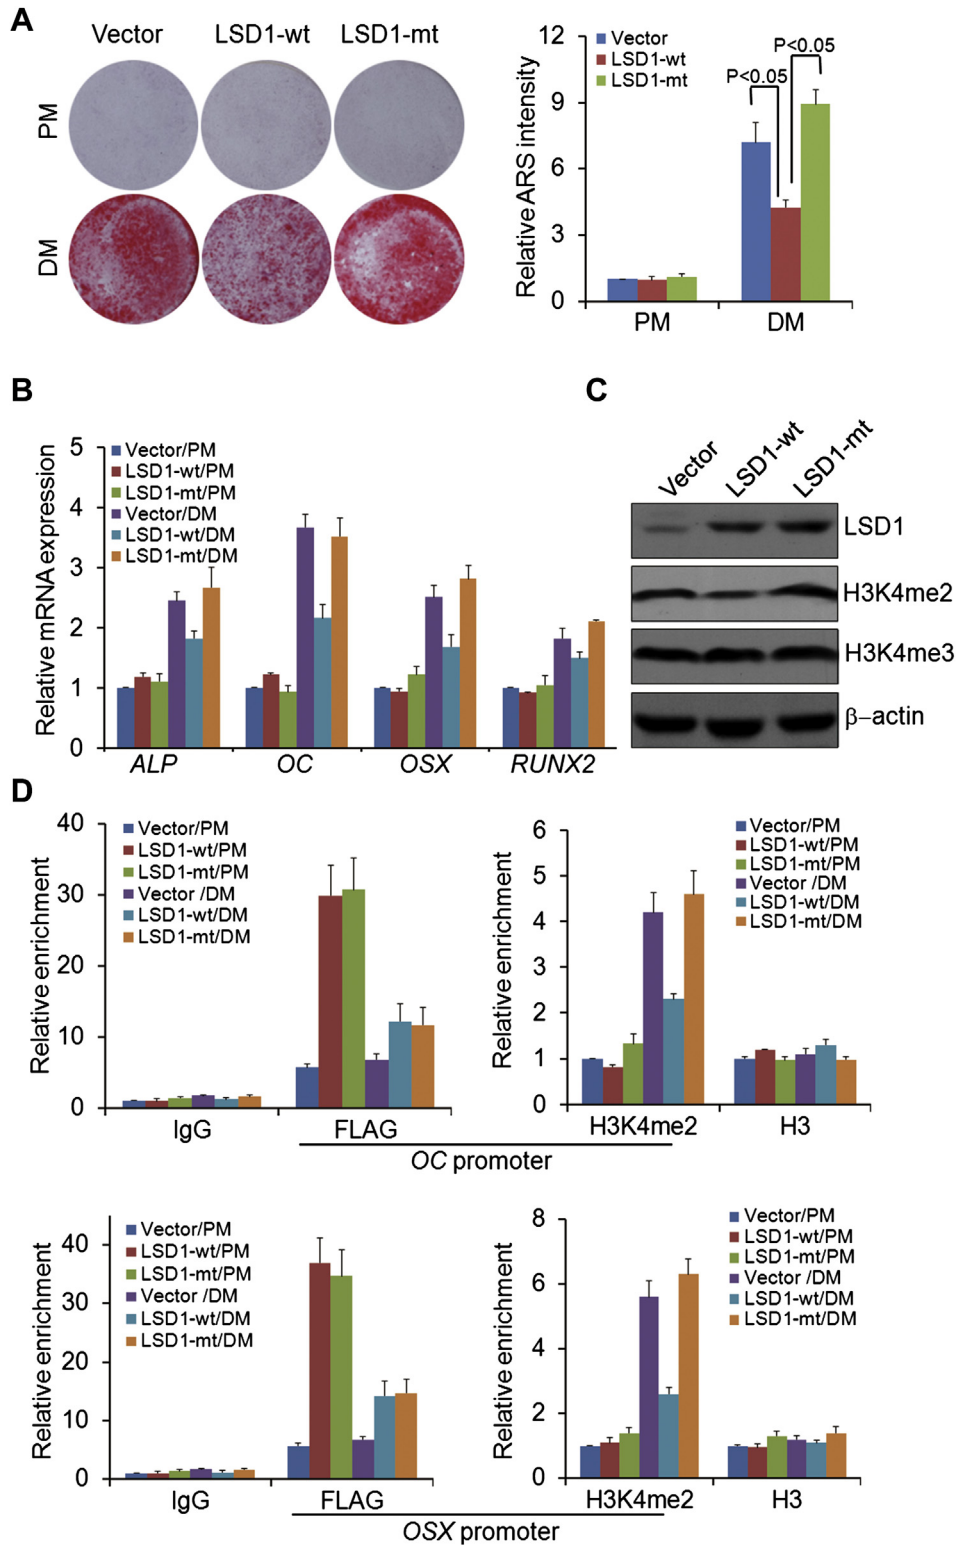 A
Vector LSD1-wt LSD1-mt
PM
DM
Relative ARS intensity
12
9
6
3
0
Vector
LSD1-wt
LSD1-mt
P<0.05
P<0.05
PM DM
B
Relative mRNA expression
5
4
3
2
1
0
Vector/PM
LSD1-wt/PM
LSD1-mt/PM
Vector/DM
LSD1-wt/DM
LSD1-mt/DM
ALP OC OSX RUNX2
C
Vector LSD1-wt LSD1-mt
LSD1
H3K4me2
H3K4me3
β–actin
D
Relative enrichment
40
30
20
10
0
Vector/PM
LSD1-wt/PM
LSD1-mt/PM
Vector /DM
LSD1-wt/DM
LSD1-mt/DM
IgG FLAG
Relative enrichment
6
5
4
3
2
1
0
Vector/PM
LSD1-wt/PM
LSD1-mt/PM
Vector /DM
LSD1-wt/DM
LSD1-mt/DM
H3K4me2 H3
OC promoter
Relative enrichment
40
30
20
10
0
Vector/PM
LSD1-wt/PM
LSD1-mt/PM
Vector /DM
LSD1-wt/DM
LSD1-mt/DM
IgG FLAG
Relative enrichment
8
6
4
2
0
Vector/PM
LSD1-wt/PM
LSD1-mt/PM
Vector /DM
LSD1-wt/DM
LSD1-mt/DM
H3K4me2 H3
OSX promoter